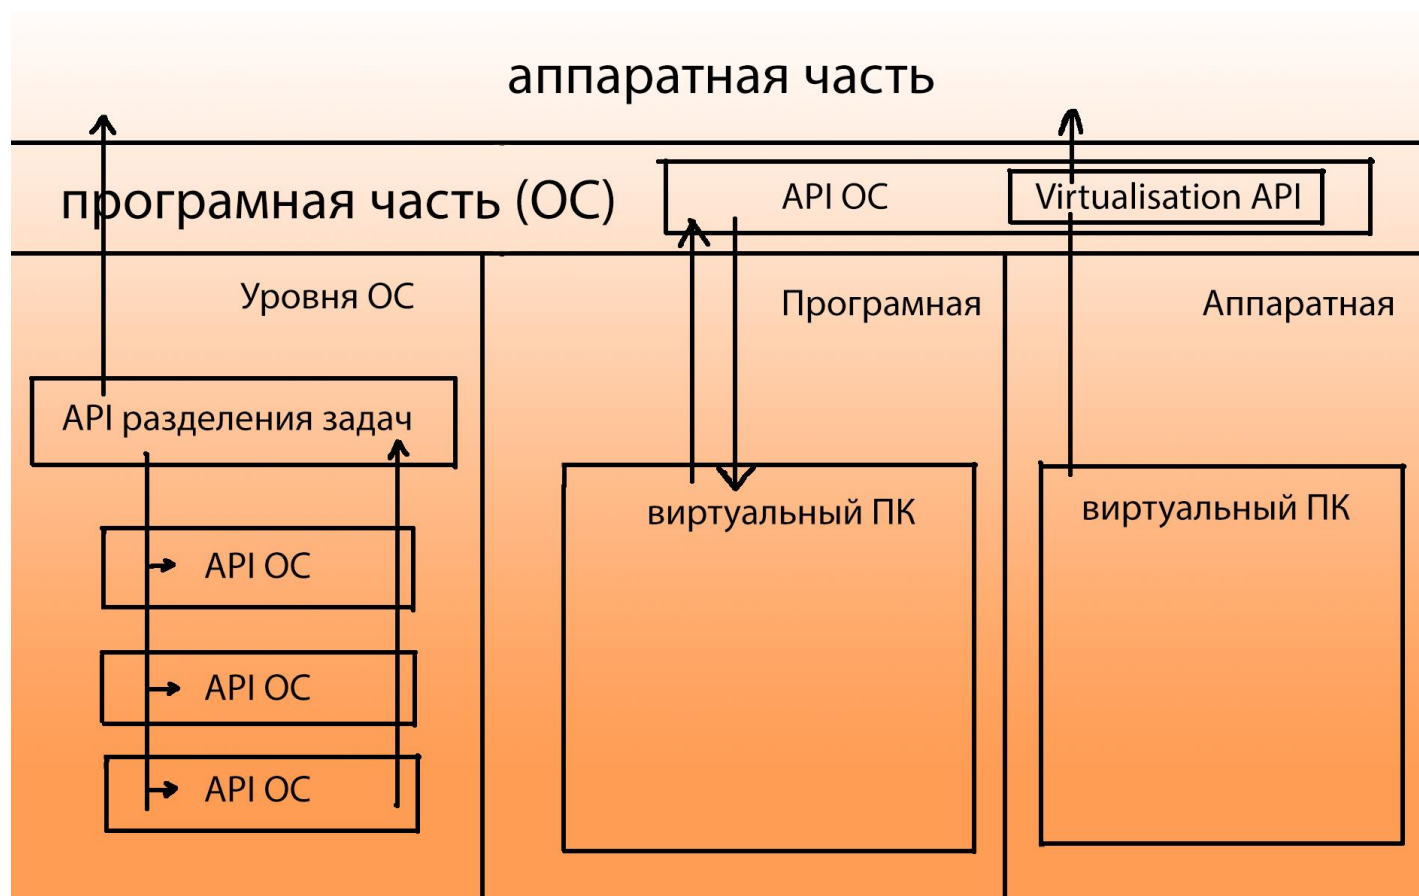 аппаратная часть
програмная часть (ОС)
API ОС
Virtualisation API
Уровня ОС
Програмная
Аппаратная
API разделения задач
API ОС
API ОС
API ОС
виртуальный ПК
виртуальный ПК